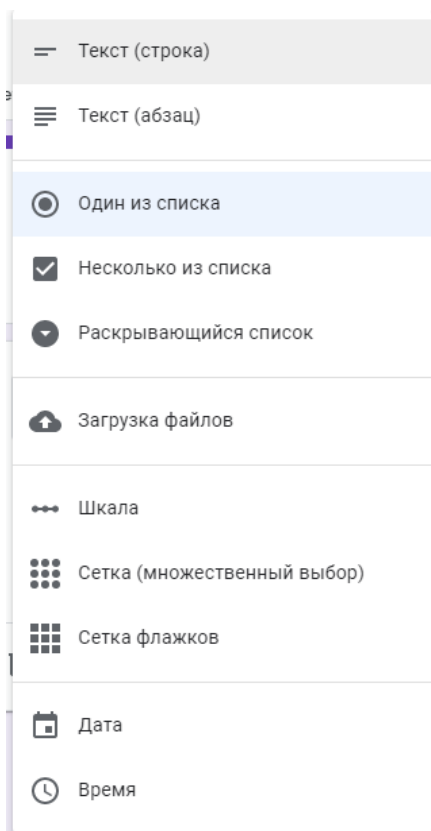 Текст (строка)
Текст (абзац)
Один из списка
Несколько из списка
Раскрывающийся список
Загрузка файлов
Шкала
Сетка (множественный выбор)
Сетка флажков
Дата
Время